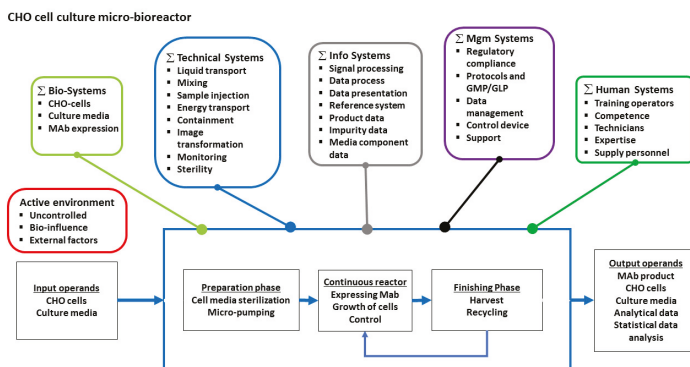 CHO cell culture micro-bioreactor
∑ Bio-Systems
▪ CHO-cells
▪ Culture media
▪ MAb expression
∑ Technical Systems
▪ Liquid transport
▪ Mixing
▪ Sample injection
▪ Energy transport
▪ Containment
▪ Image
transformation
▪ Monitoring
▪ Sterility
∑ Info Systems
▪ Signal processing
▪ Data process
▪ Data presentation
▪ Reference system
▪ Product data
▪ Impurity data
▪ Media component
data
∑ Mgm Systems
▪ Regulatory
compliance
▪ Protocols and
GMP/GLP
▪ Data
management
▪ Control device
▪ Support
∑ Human Systems
▪ Training operators
▪ Competence
▪ Technicians
▪ Expertise
▪ Supply personnel
Active environment
▪ Uncontrolled
▪ Bio-influence
▪ External factors
Input operands
CHO cells
Culture media
Preparation phase
Cell media sterilization
Micro-pumping
Continuous reactor
Expressing Mab
Growth of cells
Control
Finishing Phase
Harvest
Recycling
Output operands
MAb product
CHO cells
Culture media
Analytical data
Statistical data
analysis